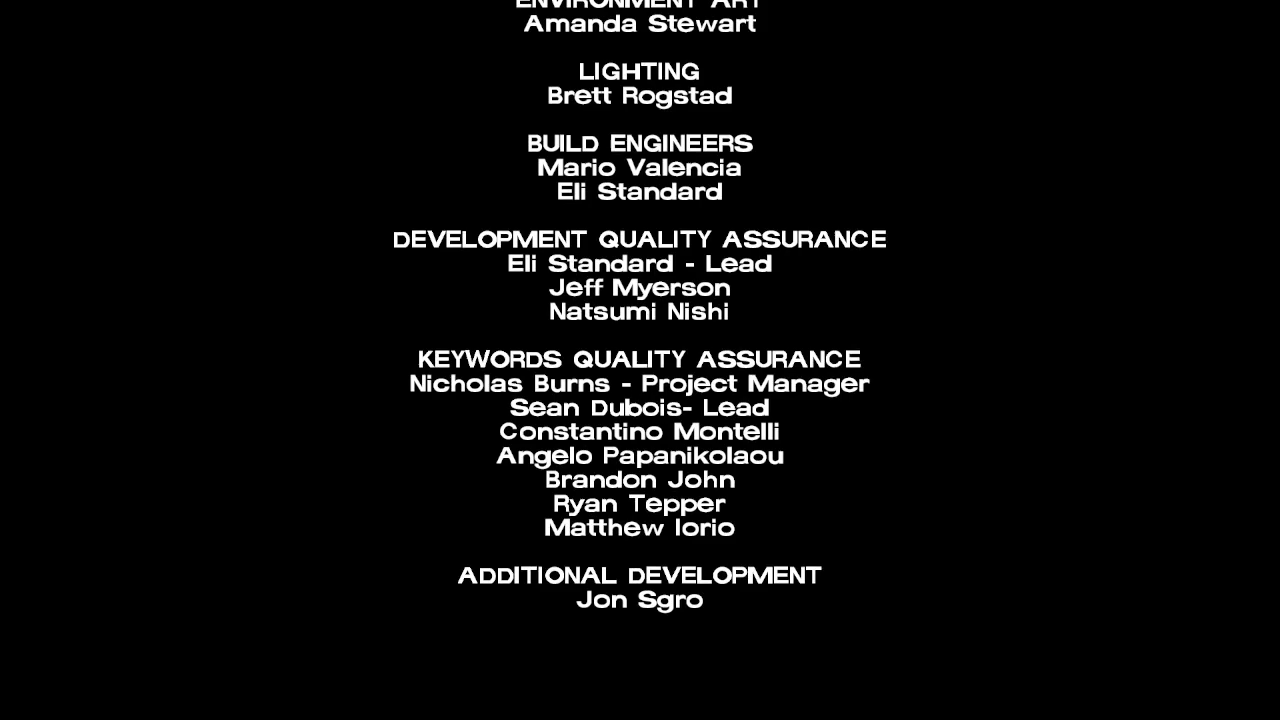 ENVIRONMENT ART
Amanda Stewart
LIGHTING
Brett Rogstad
BUILD ENGINEERS
Mario Valencia
Eli Standard
DEVELOPMENT QUALITY ASSURANCE
Eli Standard - Lead
Jeff Myerson
Natsumi Nishi
KEYWORDS QUALITY ASSURANCE
Nicholas Burns - Project Manager
Sean Dubois- Lead
Constantino Montelli
Angelo Papanikolaou
Brandon John
Ryan Tepper
Matthew Iorio
ADDITIONAL DEVELOPMENT
Jon Sgro